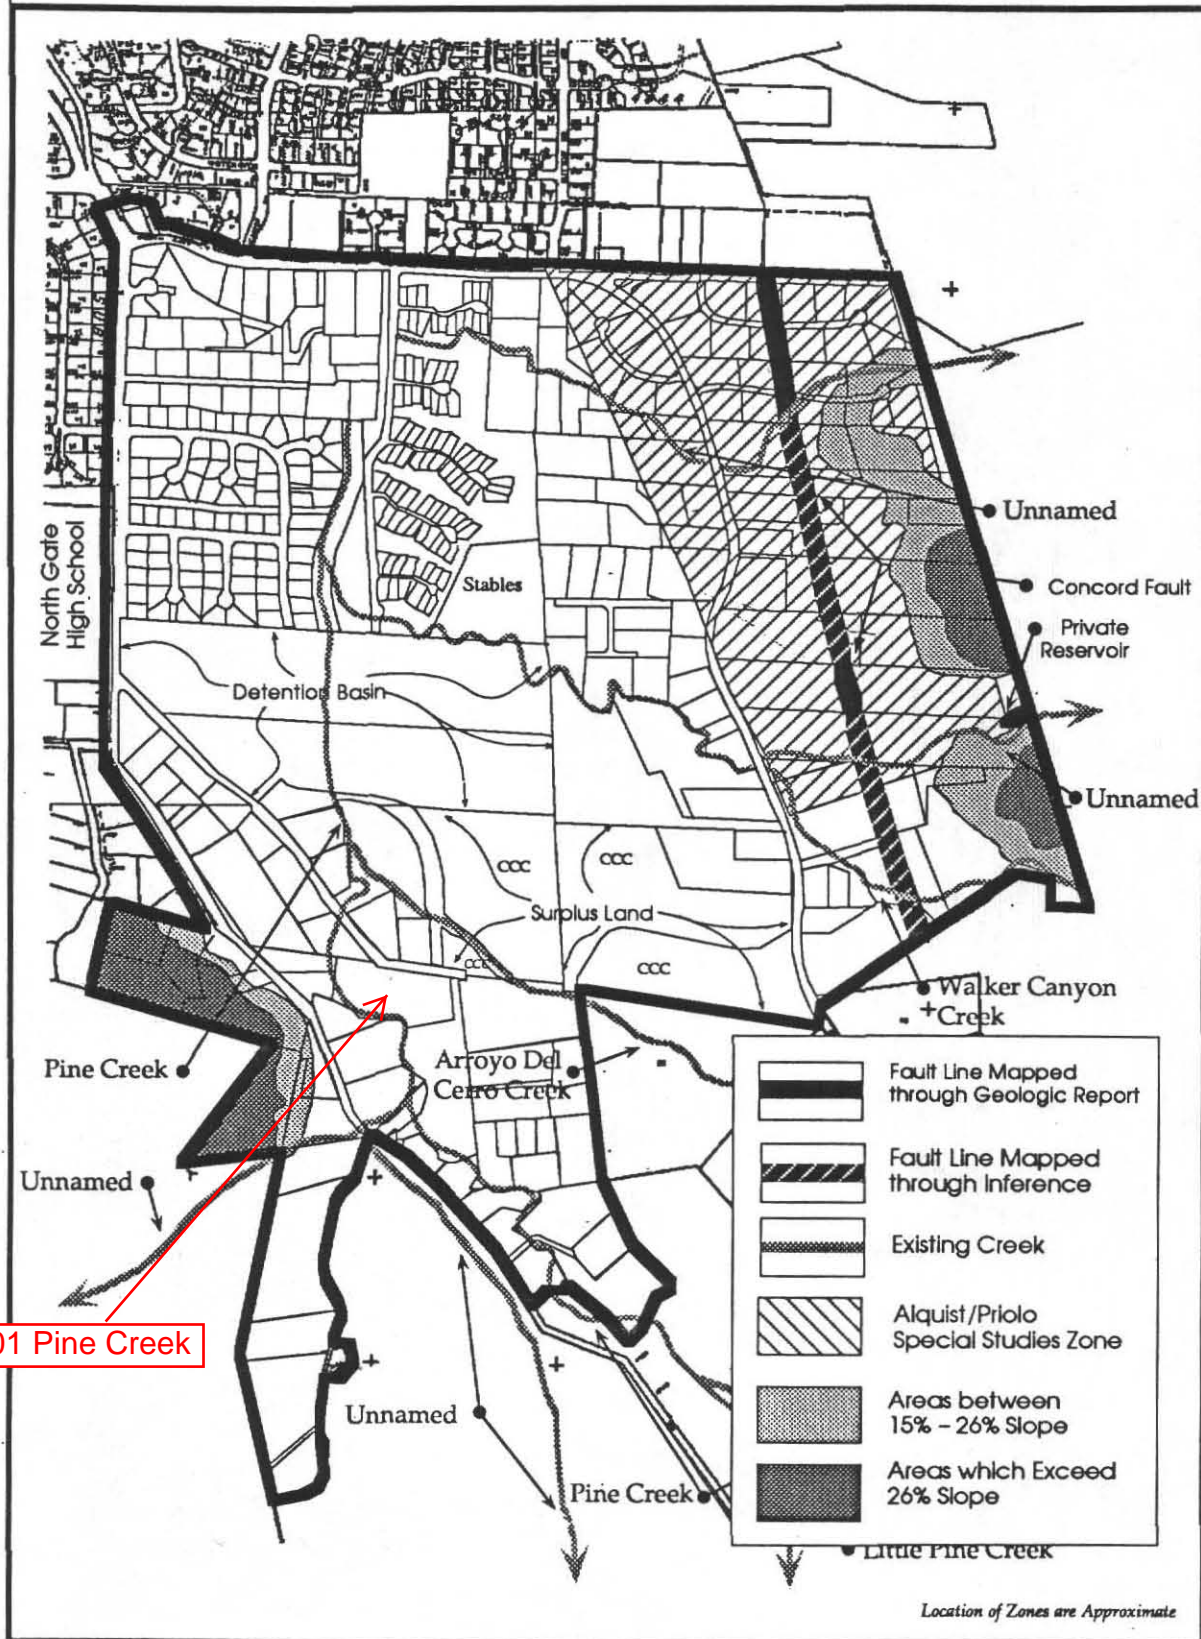 North Gate
High School
Stables
Unnamed
Concord Fault
Private
Reservoir
Detention Basin
Unnamed
CCC
CCC
Surplus Land
CCC
CCC
Walker Canyon
Creek
Pine Creek
Arroyo Del
Cerro Creek
Unnamed
01 Pine Creek
Unnamed
Pine Creek
Little Pine Creek
Fault Line Mapped
through Geologic Report
Fault Line Mapped
through Inference
Existing Creek
Alquist/Priolo
Special Studies Zone
Areas between
15% – 26% Slope
Areas which Exceed
26% Slope
Location of Zones are Approximate